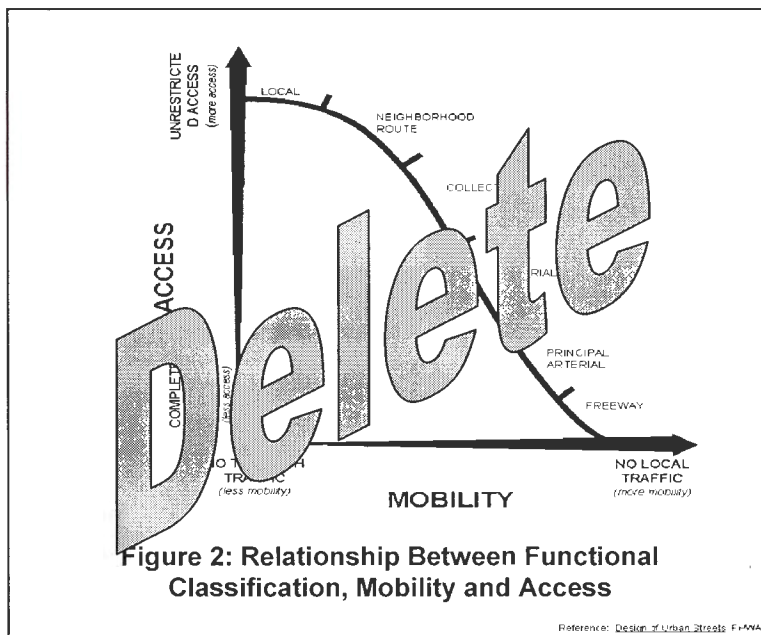 UNRESTRICTE
D ACCESS
(more access)
LOCAL
NEIGHBORHOOD
ROUTE
COLLECT
ACCESS
RIAL
Delete
PRINCIPAL
ARTERIAL
FREEWAY
COMPLETE
(less access)
TRAFFIC
(less mobility)
MOBILITY
NO LOCAL
TRAFFIC
(more mobility)
Figure 2: Relationship Between Functional
Classification, Mobility and Access
Reference: Design of Urban Streets, FHWA